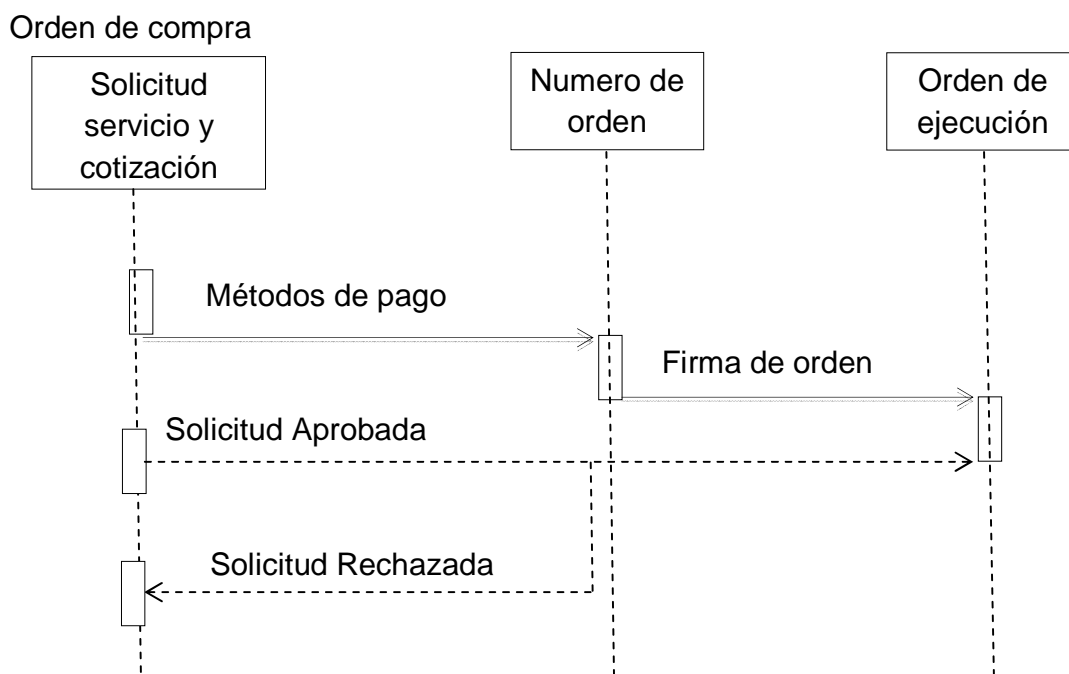 Orden de compra
Solicitud
servicio y
cotización
Numero de
orden
Orden de
ejecución
Métodos de pago
Firma de orden
Solicitud Aprobada
Solicitud Rechazada